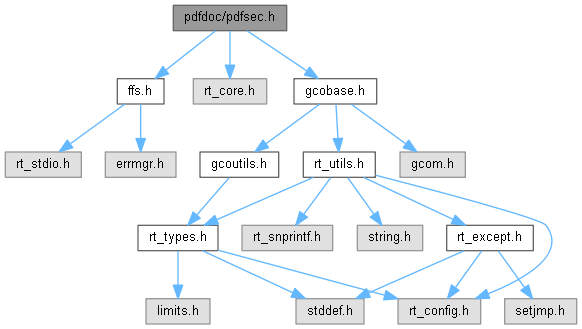 pdfdoc/pdfsec.h
ffs.h
rt_core.h
gcobase.h
rt_stdio.h
errmgr.h
gcoutils.h
rt_utils.h
gcom.h
rt_types.h
rt_snprintf.h
string.h
rt_except.h
limits.h
stddef.h
rt_config.h
setjmp.h